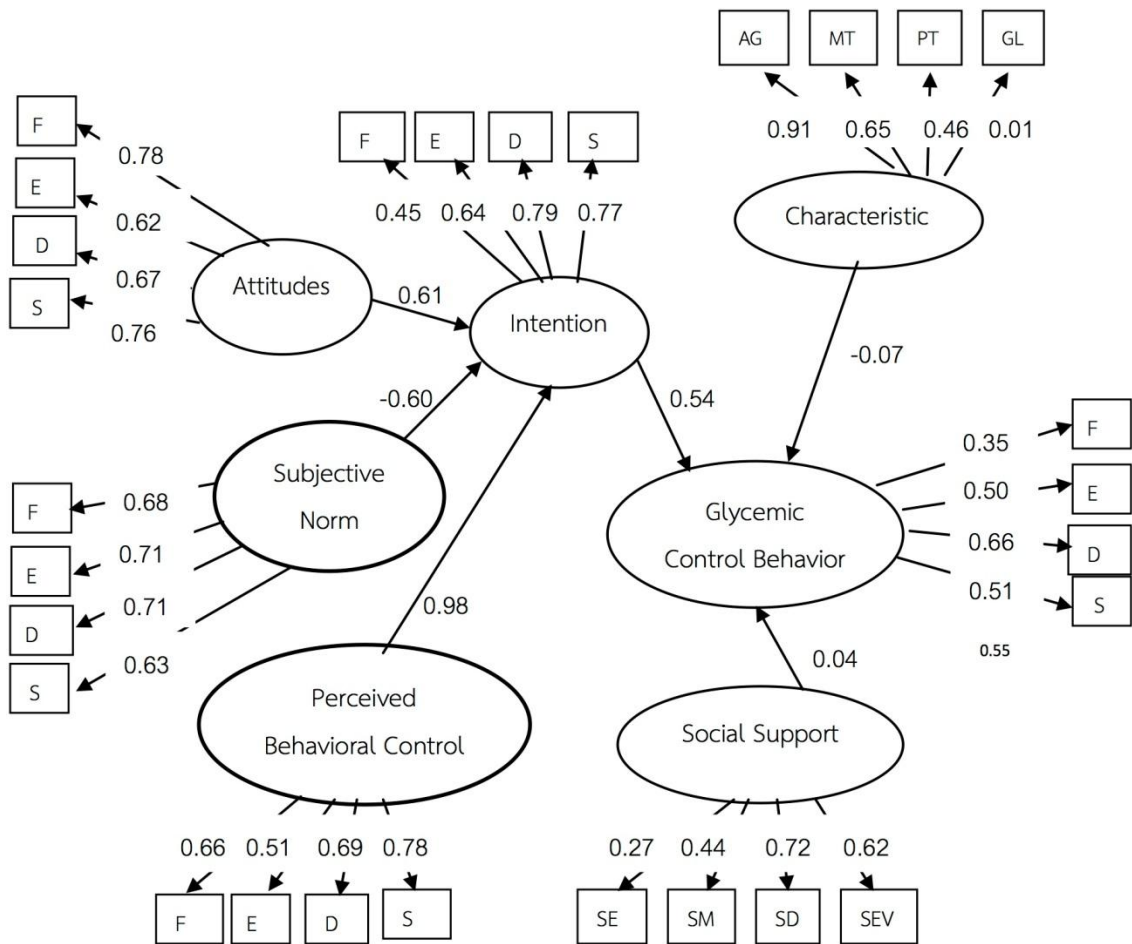 AG MT PT GL
0.91 0.65 0.46 0.01
Characteristic
F
E
D
S
0.78
0.62
0.67
0.76
Attitudes
F E D S
0.45 0.64 0.79 0.77
Intention
0.61
-0.60
0.98
0.54
-0.07
0.04
Subjective
Norm
0.68
0.71
0.71
0.63
F
E
D
S
Glycemic
Control Behavior
0.35
0.50
0.66
0.51
F
E
D
S
0.55
Perceived
Behavioral Control
0.66 0.51 0.69 0.78
F E D S
Social Support
0.27 0.44 0.72 0.62
SE SM SD SEV